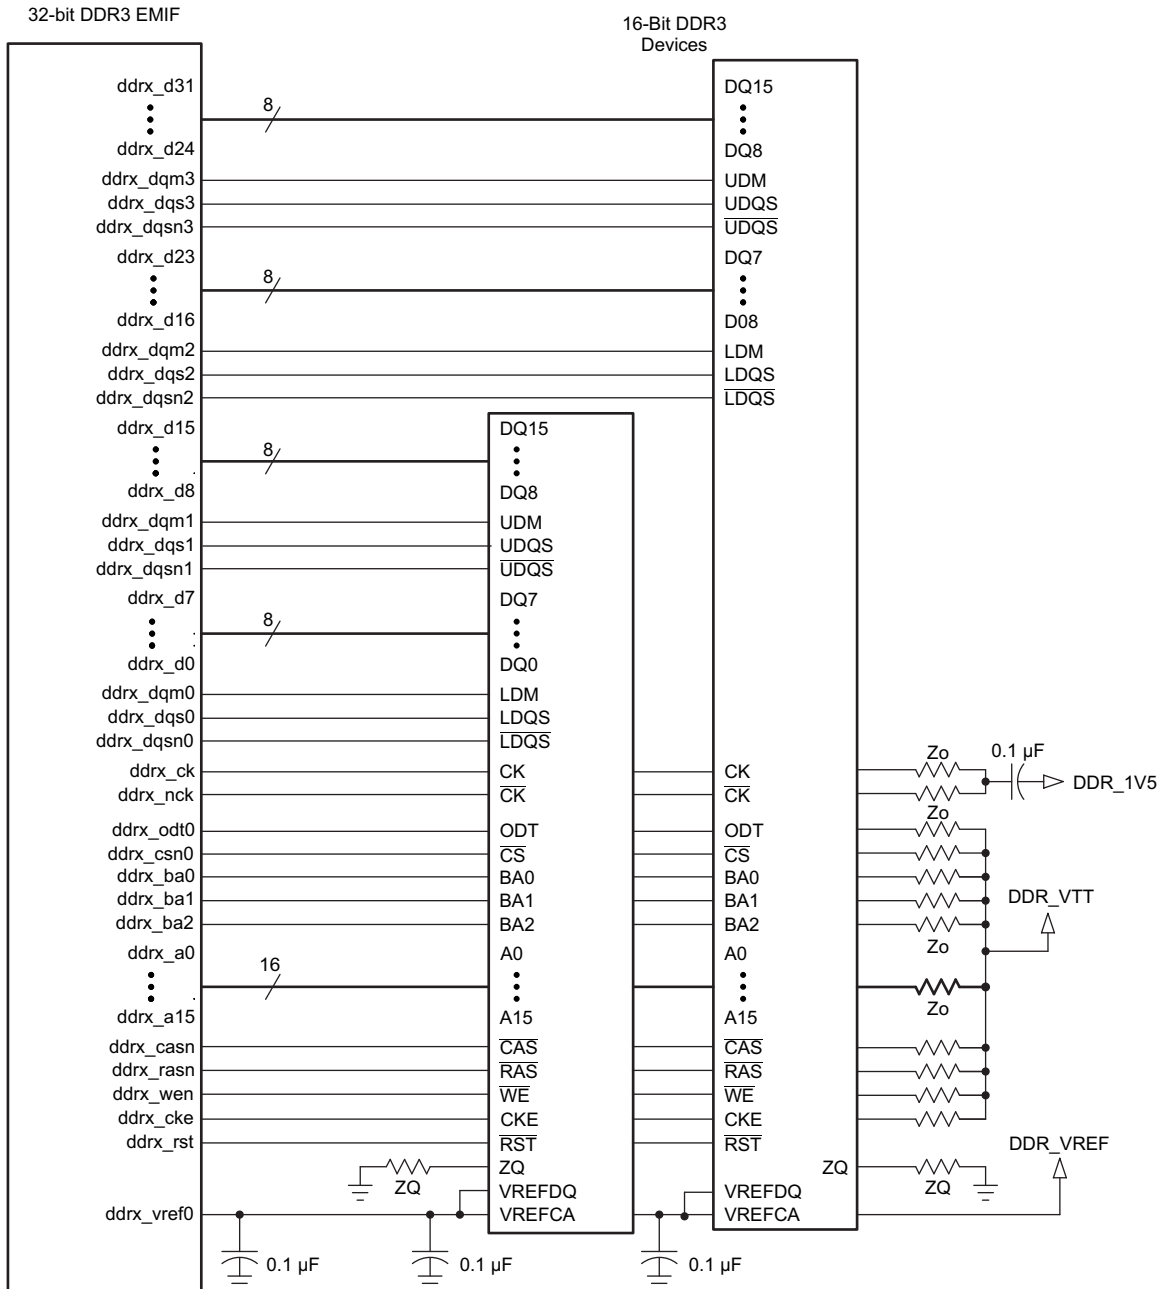 32-bit DDR3 EMIF
16-Bit DDR3
Devices
ddrx_d31
8
DQ15
ddrx_d24
DQ8
ddrx_dqm3
UDM
ddrx_dqs3
UDQS
ddrx_dqsn3
UDQS
ddrx_d23
8
DQ7
ddrx_d16
D08
ddrx_dqm2
LDM
ddrx_dqs2
LDQS
ddrx_dqsn2
LDQS
ddrx_d15
8
DQ15
ddrx_d8
DQ8
ddrx_dqm1
UDM
ddrx_dqs1
UDQS
ddrx_dqsn1
UDQS
ddrx_d7
8
DQ7
ddrx_d0
DQ0
ddrx_dqm0
LDM
ddrx_dqs0
LDQS
ddrx_dqsn0
LDQS
Zo
0.1 µF
ddrx_ck
CK
CK
DDR_1V5
ddrx_nck
CK
CK
Zo
ddrx_odt0
ODT
ODT
ddrx_csn0
CS
CS
ddrx_ba0
BA0
BA0
ddrx_ba1
BA1
BA1
DDR_VTT
ddrx_ba2
BA2
BA2
Zo
ddrx_a0
16
A0
A0
Zo
ddrx_a15
A15
A15
ddrx_casn
CAS
CAS
ddrx_rasn
RAS
RAS
ddrx_wen
WE
WE
ddrx_cke
CKE
CKE
ddrx_rst
RST
RST
DDR_VREF
ZQ
ZQ
ZQ
ZQ
VREFDQ
VREFDQ
ddrx_vref0
VREFCA
VREFCA
0.1 µF
0.1 µF
0.1 µF